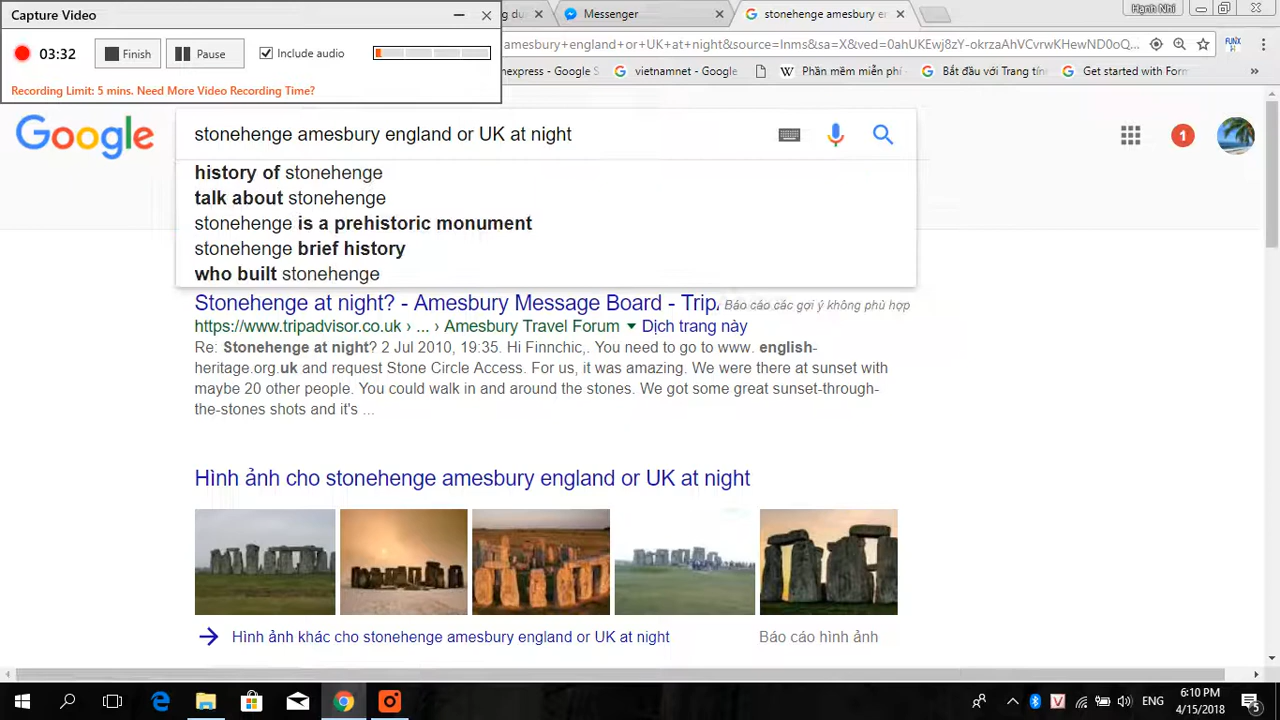 Capture Video
03:32
Finish
Pause
Include audio
Recording Limit: 5 mins. Need More Video Recording Time?
Messenger
stonehenge amesbury en
Hạnh Nhi
amesbury+england+or+UK+at+night&source=lnms&sa=X&ved=0ahUKEwj8zY-okrzaAhVCvrwKHewND0oQ...
express - Google S
vietnamnet - Google
Phần mềm miễn phí
Bắt đầu với Trang tín
Get started with Form
Google
stonehenge amesbury england or UK at night
1
history of stonehenge
talk about stonehenge
stonehenge is a prehistoric monument
stonehenge brief history
who built stonehenge
Stonehenge at night? - Amesbury Message Board - Trip.
Báo cáo các gợi ý không phù hợp
https://www.tripadvisor.co.uk › ... › Amesbury Travel Forum ▼ Dịch trang này
Re: Stonehenge at night? 2 Jul 2010, 19:35. Hi Finnchic,. You need to go to www. english-
heritage.org.uk and request Stone Circle Access. For us, it was amazing. We were there at sunset with
maybe 20 other people. You could walk in and around the stones. We got some great sunset-through-
the-stones shots and it's ...
Hình ảnh cho stonehenge amesbury england or UK at night
Hình ảnh khác cho stonehenge amesbury england or UK at night
Báo cáo hình ảnh
ENG
6:10 PM
4/15/2018
5